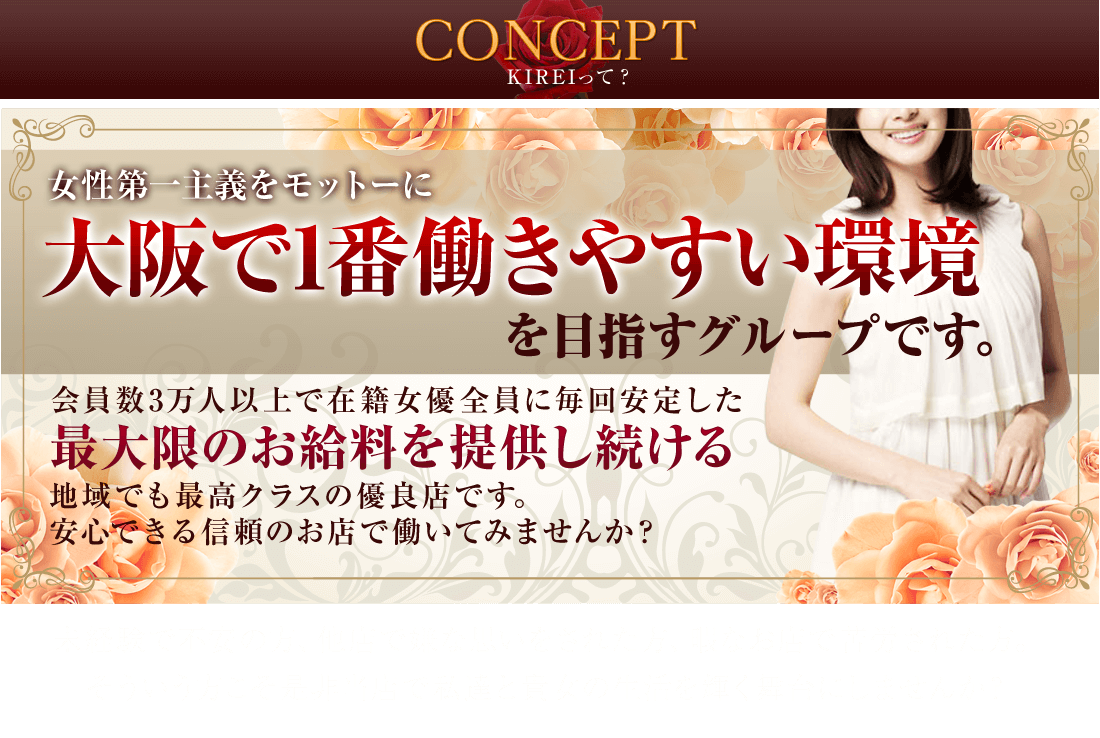 CONCEPT
KIREIって？
女性第一主義をモットーに
大阪で1番働きやすい環境
を目指すグループです。
会員数3万人以上で在籍女優全員に毎回安定した
最大限のお給料を提供し続ける
地域でも最高クラスの優良店です。
安心できる信頼のお店で働いてみませんか？